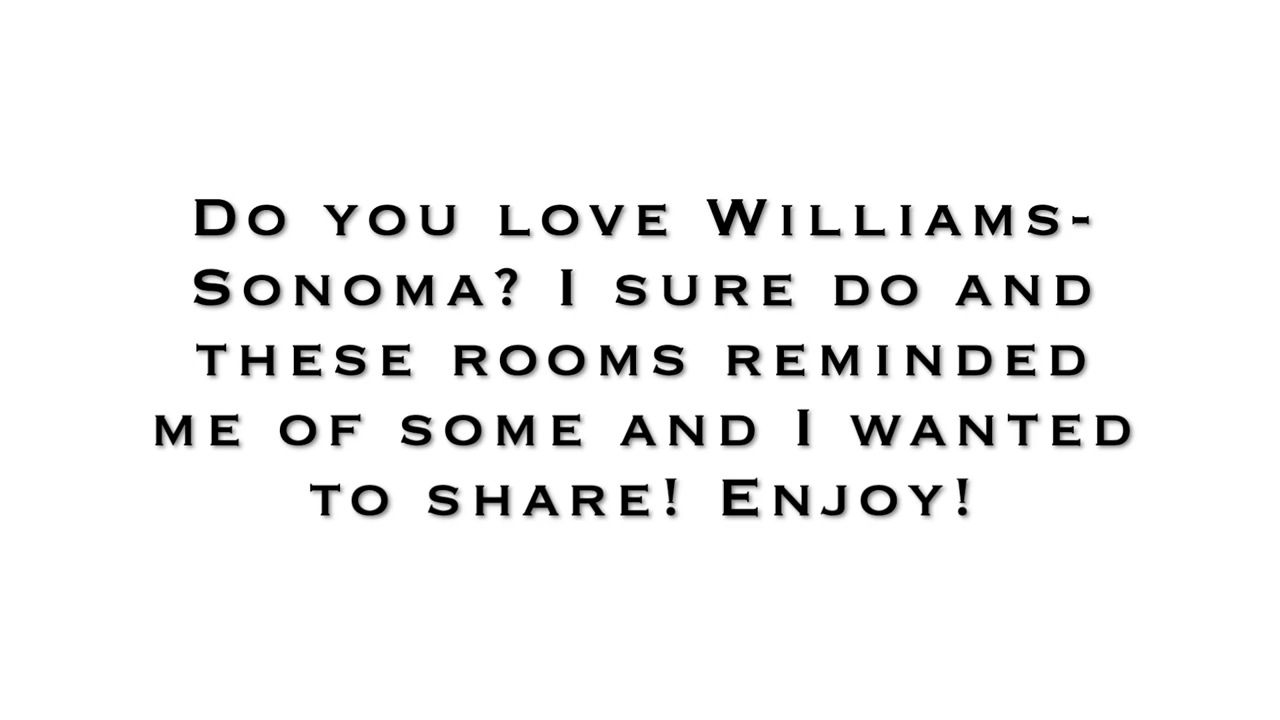 Do you love Williams-
Sonoma? I sure do and
these rooms reminded
me of some and I wanted
to share! Enjoy!